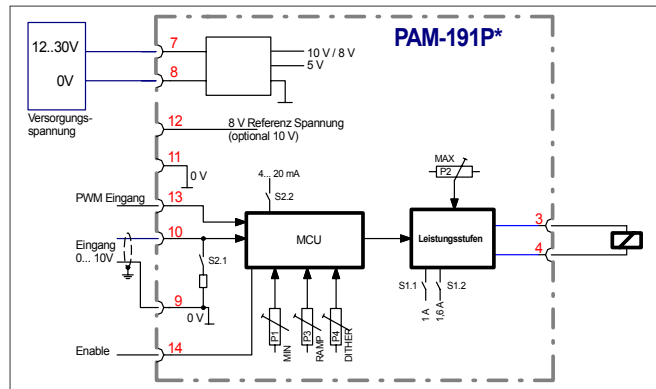 PAM-191P*
12..30V
0V
Versorgungs-
spannung
7
8
10 V / 8 V
5 V
12
8 V Referenz Spannung
(optional 10 V)
11
0 V
4... 20 mA
S2.2
MAX
P2
PWM Eingang
13
10
Eingang
0... 10V
S2.1
MCU
Leistungsstufen
3
4
9
0 V
S1.1
S1.2
1 A
1,6 A
P1
MIN
P3
RAMP
P4
DITHER
Enable
14